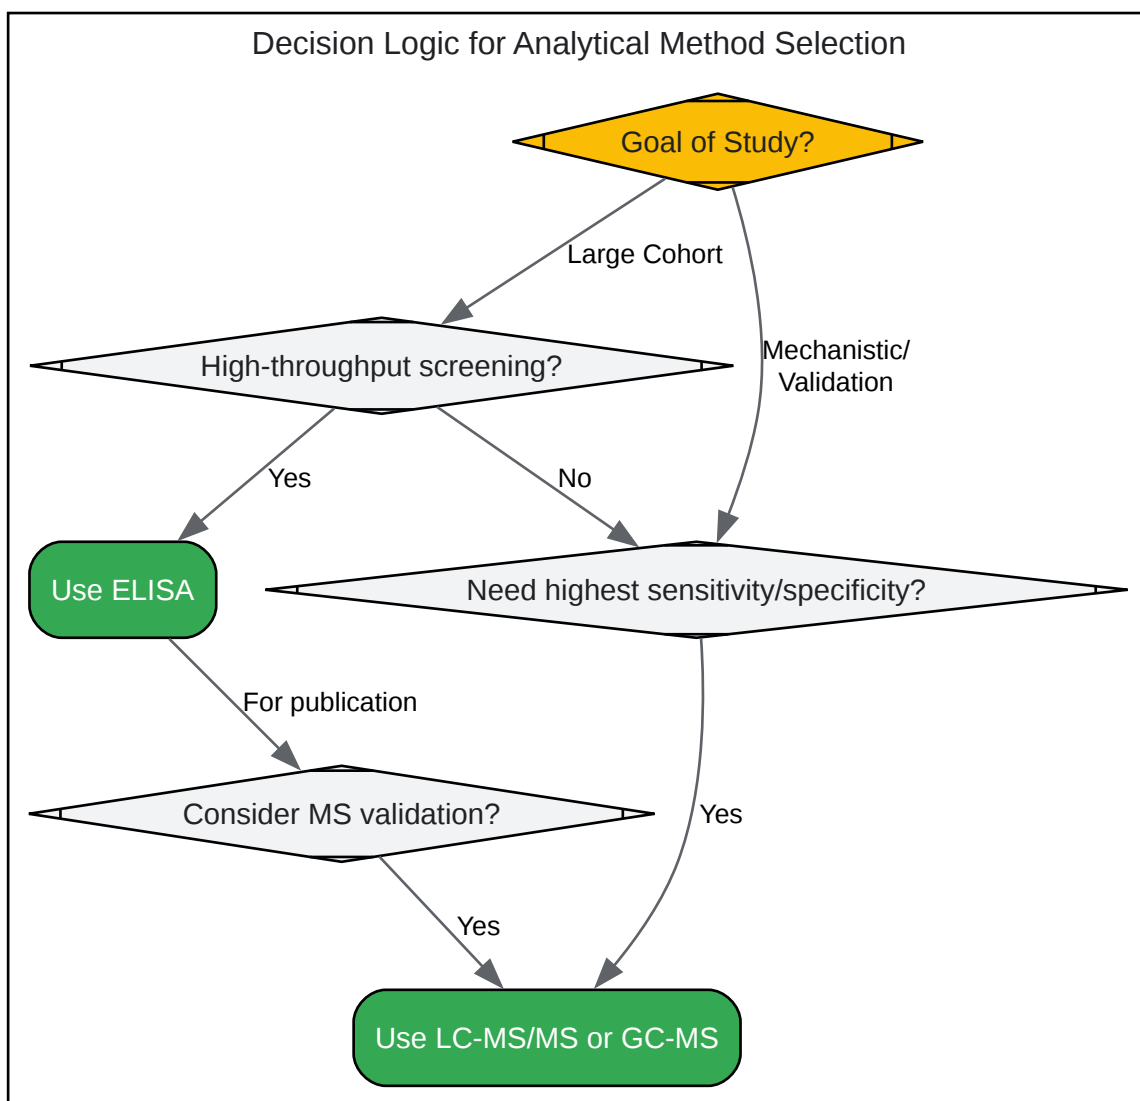 Decision Logic for Analytical Method Selection
Goal of Study?
Large Cohort
Mechanistic/
Validation
High-throughput screening?
Yes
No
Use ELISA
Need highest sensitivity/specificity?
For publication
Consider MS validation?
Yes
Yes
Use LC-MS/MS or GC-MS